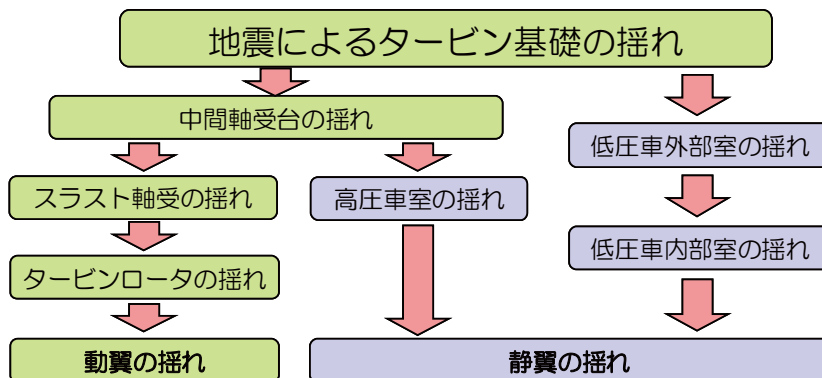 地震によるタービン基礎の揺れ
中間軸受台の揺れ
低圧車外部室の揺れ
スラスト軸受の揺れ
高圧車室の揺れ
低圧車内部室の揺れ
タービンロータの揺れ
動翼の揺れ
静翼の揺れ